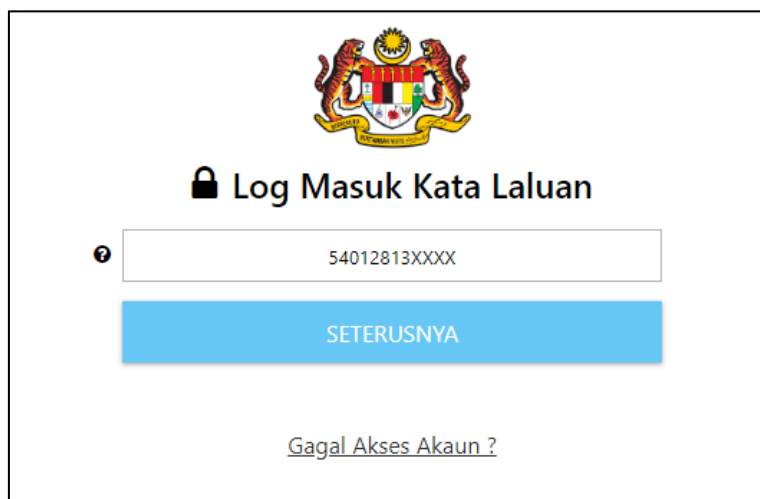 Log Masuk Kata Laluan
54012813XXXX
SETERUSNYA
Gagal Akses Akaun ?